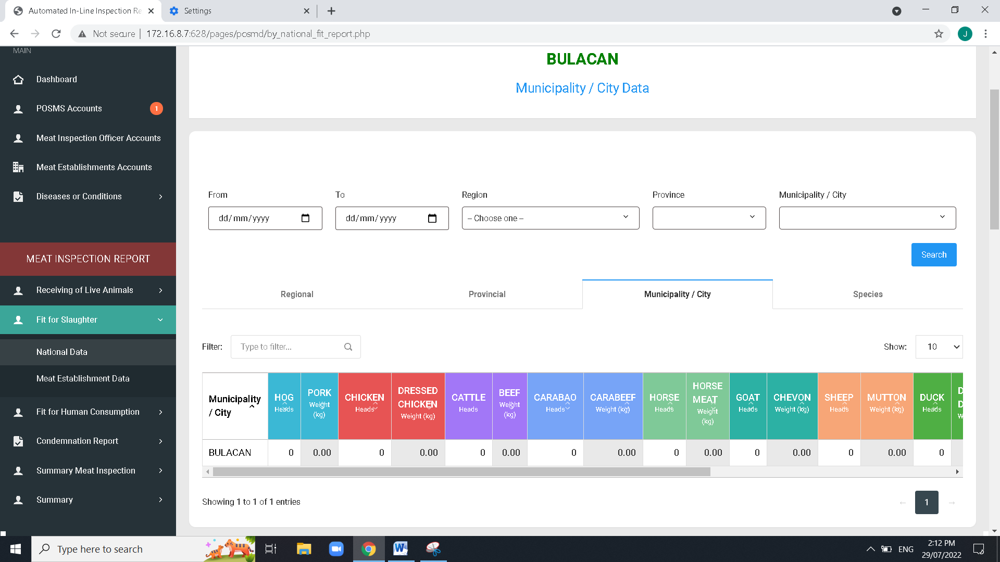 Automated In-Line Inspection Re
Settings
Not secure
172.16.8.7:628/pages/posmd/by_national_fit_report.php
J
MAIN
Dashboard
POSMS Accounts
1
Meat Inspection Officer Accounts
Meat Establishments Accounts
Diseases or Conditions
MEAT INSPECTION REPORT
Receiving of Live Animals
Fit for Slaughter
National Data
Meat Establishment Data
Fit for Human Consumption
Condemnation Report
Summary Meat Inspection
Summary
BULACAN
Municipality / City Data
From To Region Province Municipality / City
dd/mm/yyyy dd/mm/yyyy -- Choose one --
Search
Regional Provincial Municipality / City Species
Filter: Type to filter... Show: 10
Municipality / City
HOG Heads
PORK Weight (kg)
CHICKEN Heads
DRESSED CHICKEN Weight (kg)
CATTLE Heads
BEEF Weight (kg)
CARABAO Heads
CARABEEF Weight (kg)
HORSE Heads
HORSE MEAT Weight (kg)
GOAT Heads
CHEVON Weight (kg)
SHEEP Heads
MUTTON Weight (kg)
DUCK Heads
BULACAN 0 0.00 0 0.00 0 0.00 0 0.00 0 0.00 0 0.00 0 0.00 0
Showing 1 to 1 of 1 entries
← 1 →
Type here to search
ENG
2:12 PM
29/07/2022